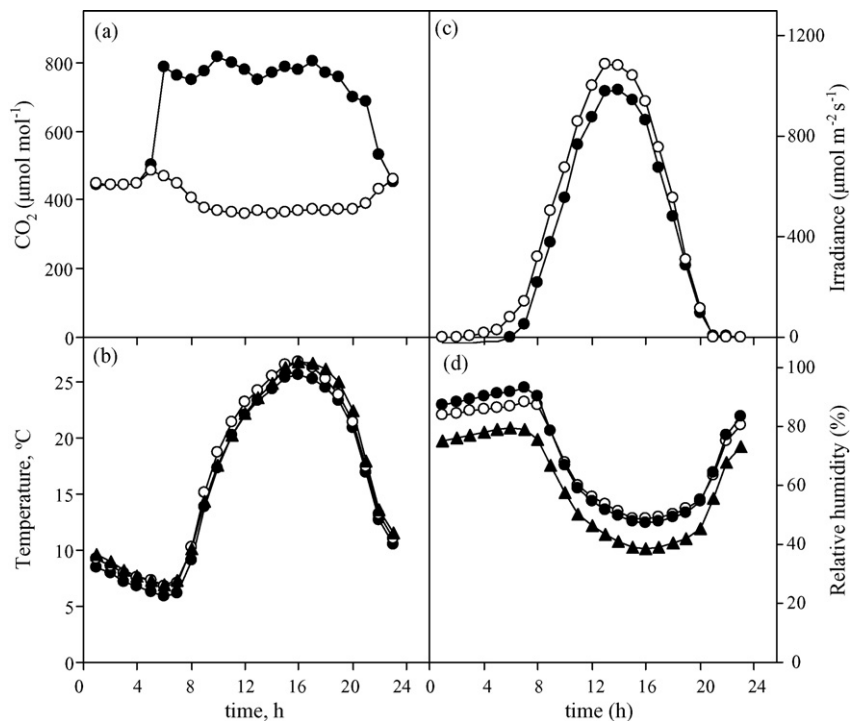 (a)
800
600
400
200
0
CO₂ (μmol mol⁻¹)
(c)
1200
800
400
0
Irradiance (μmol m⁻² s⁻¹)
(b)
25
20
15
10
5
0
Temperature, ºC
0 4 8 12 16 20 24
time, h
(d)
100
80
60
40
20
0
Relative humidity (%)
0 4 8 12 16 20 24
time (h)